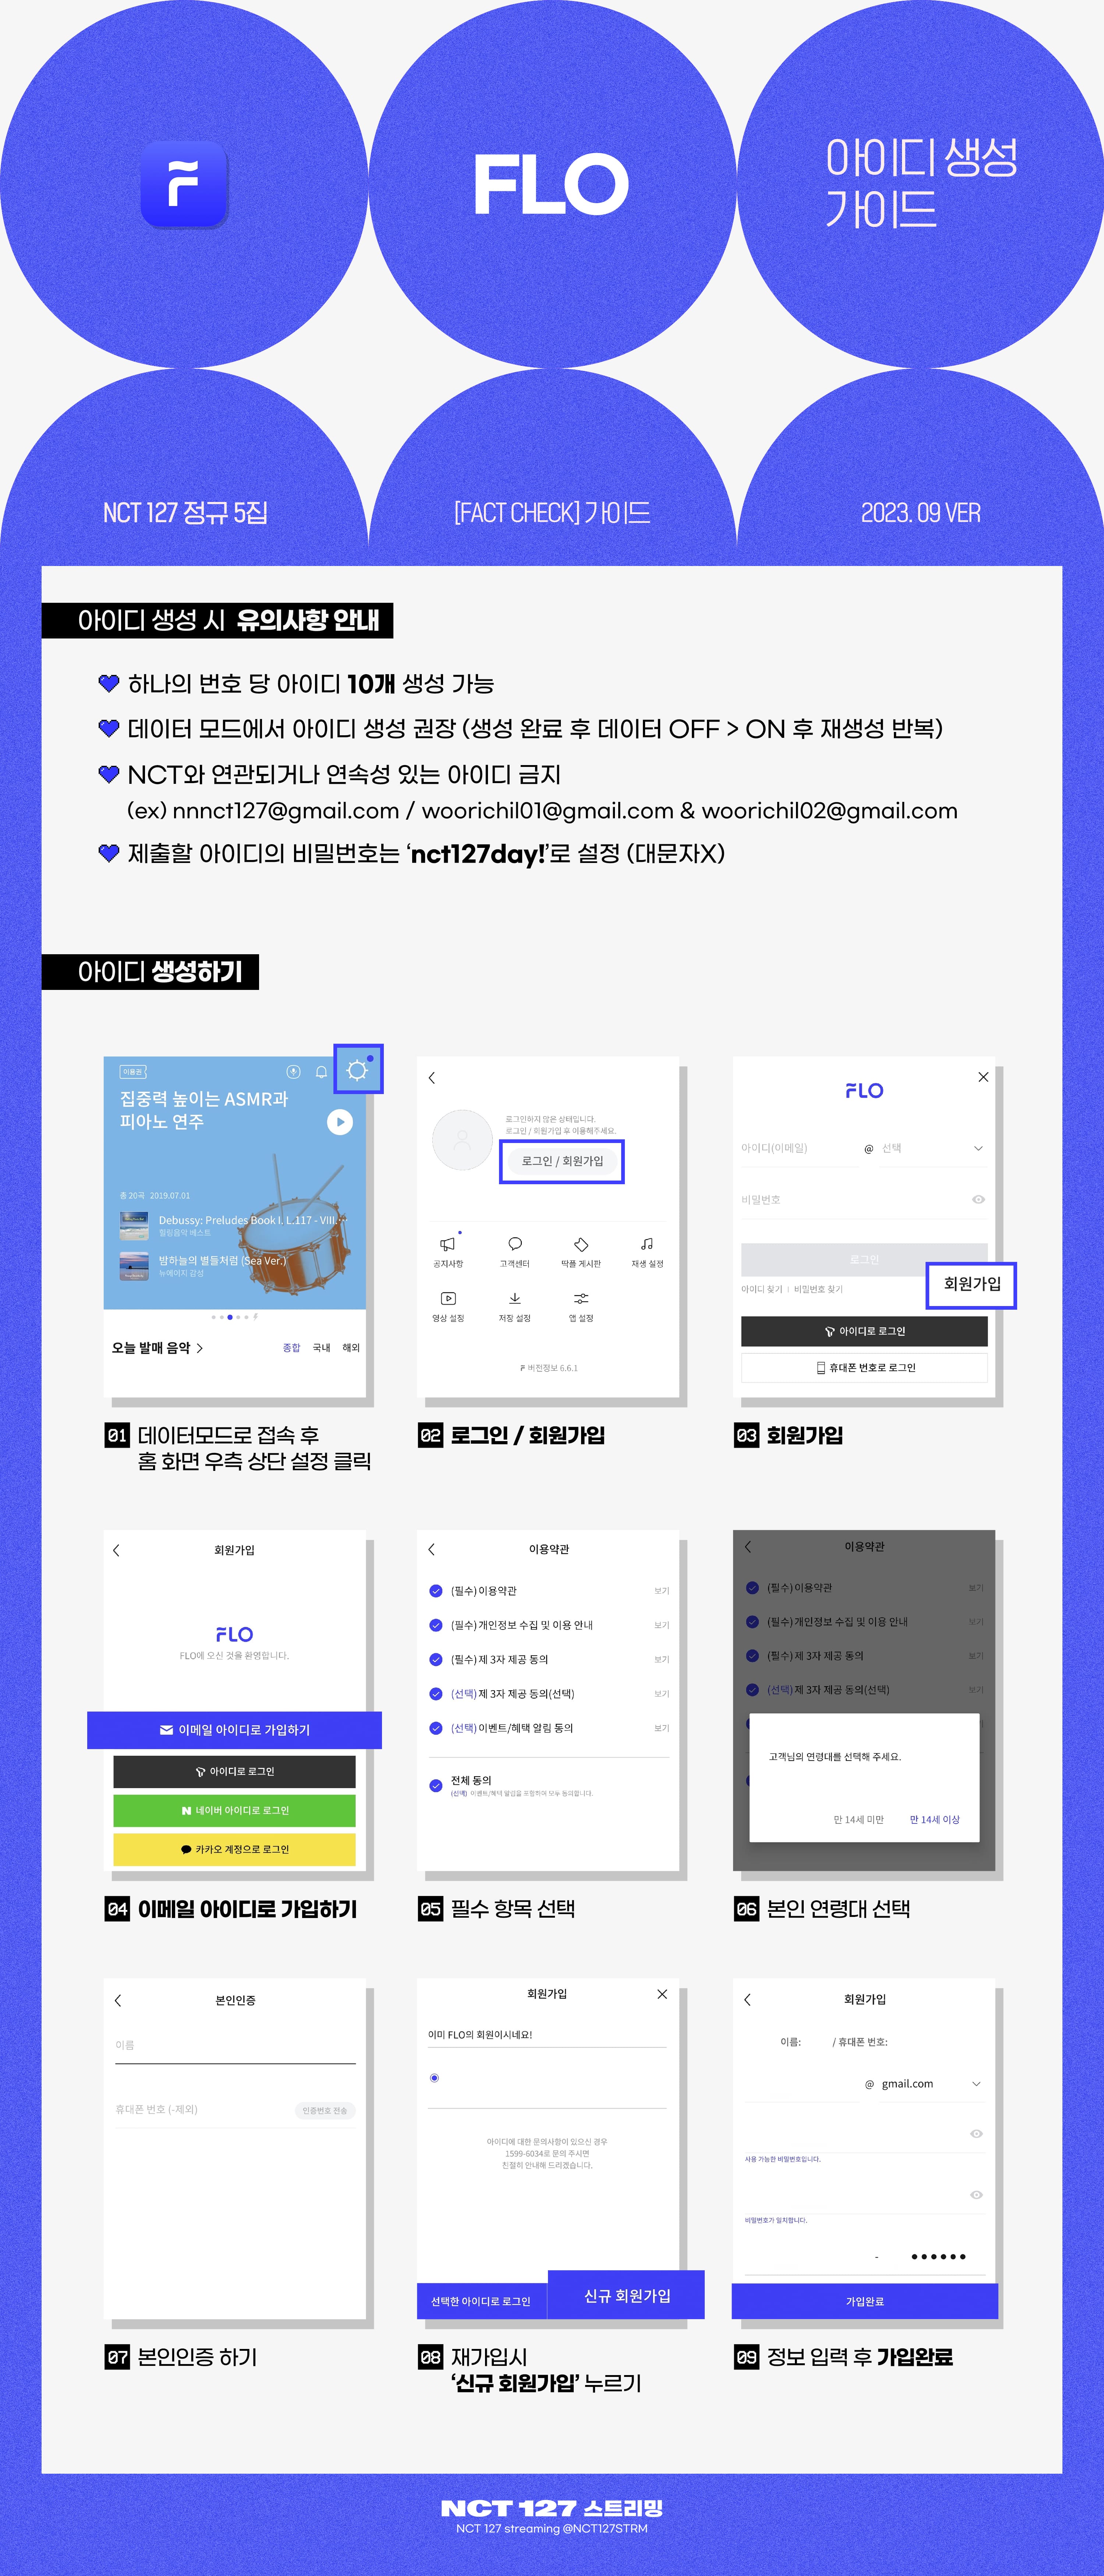 F
FLO
아이디 생성
가이드
NCT 127 정규 5집
[FACT CHECK] 가이드
2023. 09 VER
아이디 생성 시 유의사항 안내
하나의 번호 당 아이디 10개 생성 가능
데이터 모드에서 아이디 생성 권장 (생성 완료 후 데이터 OFF > ON 후 재생성 반복)
NCT와 연관되거나 연속성 있는 아이디 금지
(ex) nnnct127@gmail.com / woorichil01@gmail.com & woorichil02@gmail.com
제출할 아이디의 비밀번호는 ‘nct127day!’로 설정 (대문자X)
아이디 생성하기
이용권
집중력 높이는 ASMR과
피아노 연주
총 20곡 2019.07.01
Debussy: Preludes Book I. L.117 - VIII...
힐링음악 베스트
밤하늘의 별들처럼 (Sea Ver.)
뉴에이지 감성
오늘 발매 음악 >
종합 국내 해외
01 데이터모드로 접속 후
홈 화면 우측 상단 설정 클릭
로그인하지 않은 상태입니다.
로그인 / 회원가입 후 이용해주세요.
로그인 / 회원가입
공지사항 고객센터 딱플 게시판 재생 설정
영상 설정 저장 설정 앱 설정
F 버전정보 6.6.1
02 로그인 / 회원가입
FLO
아이디(이메일) @ 선택
비밀번호
로그인
아이디 찾기 | 비밀번호 찾기
회원가입
아이디로 로그인
휴대폰 번호로 로그인
03 회원가입
회원가입
FLO
FLO에 오신 것을 환영합니다.
이메일 아이디로 가입하기
아이디로 로그인
N 네이버 아이디로 로그인
카카오 계정으로 로그인
04 이메일 아이디로 가입하기
이용약관
(필수) 이용약관 보기
(필수) 개인정보 수집 및 이용 안내 보기
(필수) 제 3자 제공 동의 보기
(선택) 제 3자 제공 동의(선택) 보기
(선택) 이벤트/혜택 알림 동의 보기
전체 동의
(선택) 이벤트/혜택 알림을 포함하여 모두 동의합니다.
05 필수 항목 선택
이용약관
(필수) 이용약관 보기
(필수) 개인정보 수집 및 이용 안내 보기
(필수) 제 3자 제공 동의 보기
(선택) 제 3자 제공 동의(선택) 보기
고객님의 연령대를 선택해 주세요.
만 14세 미만 만 14세 이상
06 본인 연령대 선택
본인인증
이름
휴대폰 번호 (-제외) 인증번호 전송
07 본인인증 하기
회원가입
이미 FLO의 회원이시네요!
아이디에 대한 문의사항이 있으신 경우
1599-6034로 문의 주시면
친절히 안내해 드리겠습니다.
선택한 아이디로 로그인
신규 회원가입
08 재가입시
‘신규 회원가입’ 누르기
회원가입
이름: / 휴대폰 번호:
@ gmail.com
사용 가능한 비밀번호입니다.
비밀번호가 일치합니다.
- ●●●●●●
가입완료
09 정보 입력 후 가입완료
NCT 127 스트리밍
NCT 127 streaming @NCT127STRM